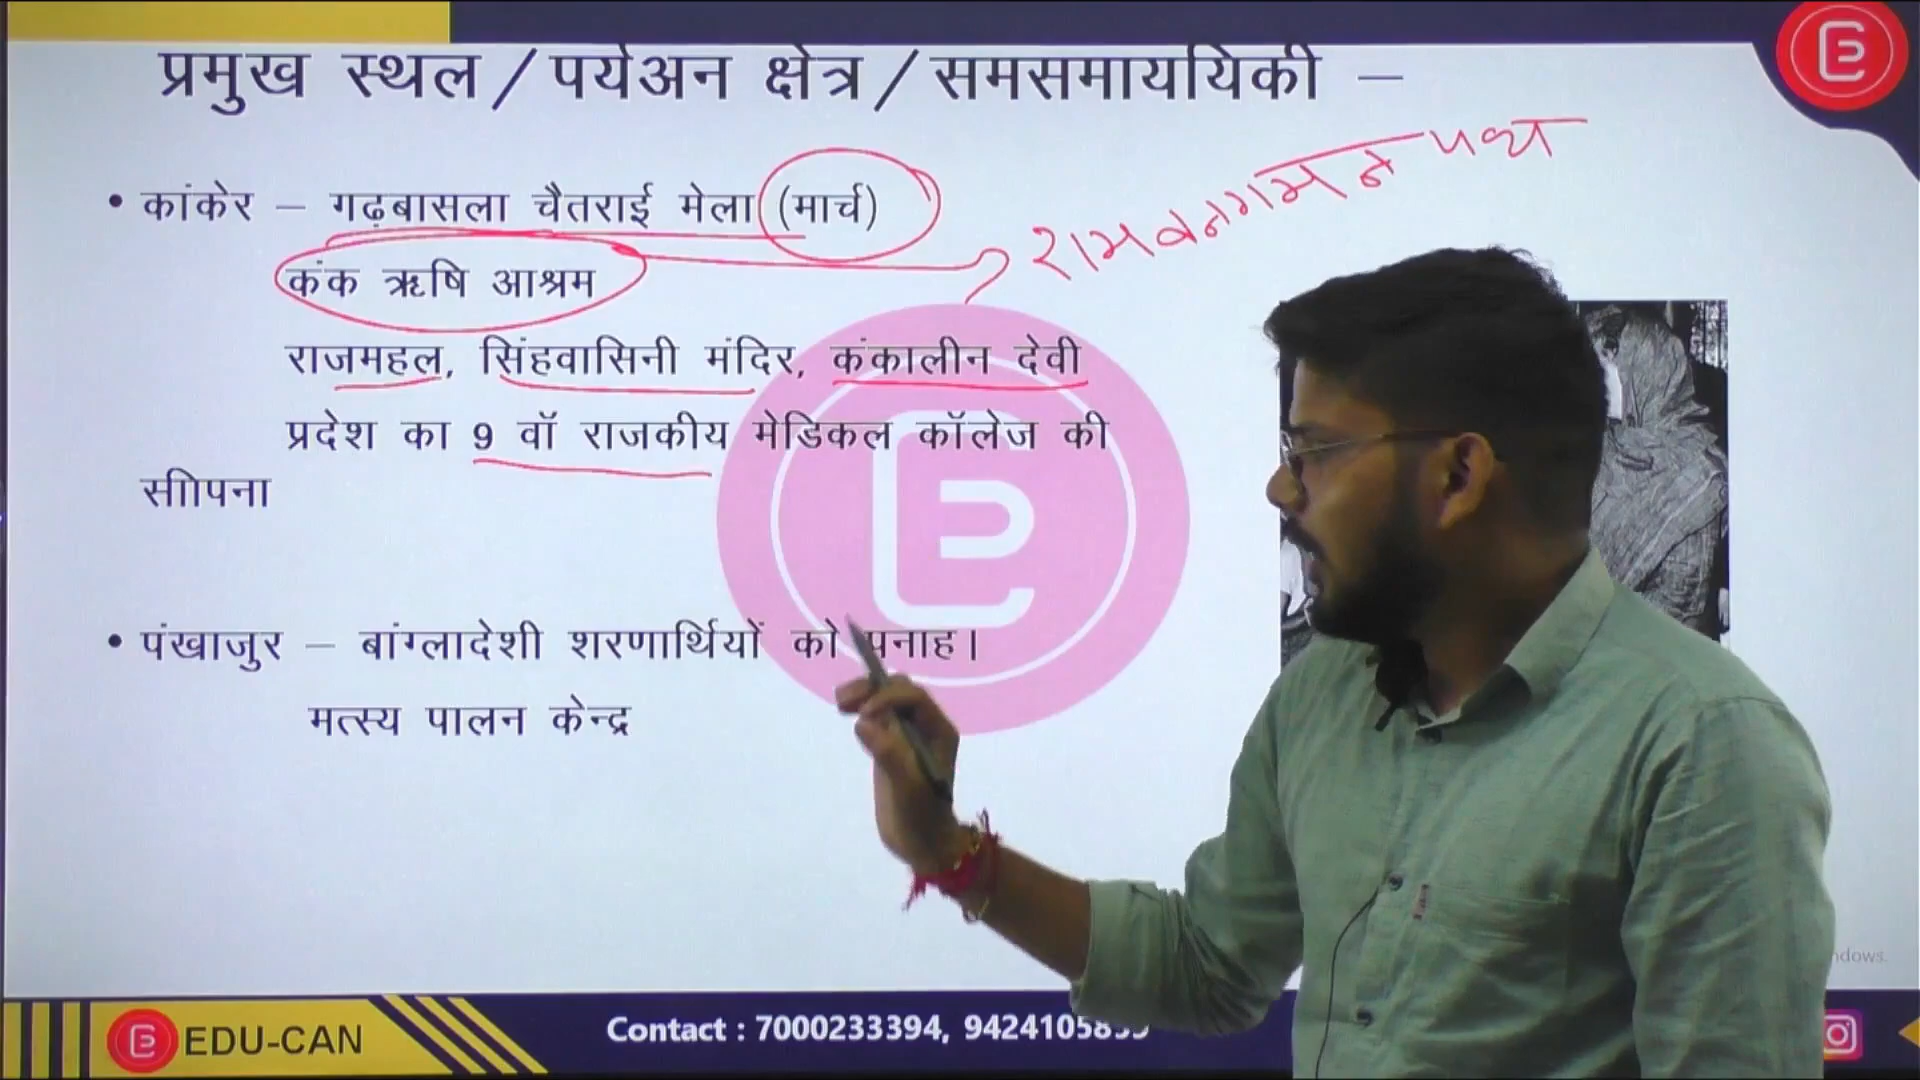 प्रमुख स्थल/पर्यअन क्षेत्र/समसमाययिकी –
• कांकेर – गढ़बासला चैतराई मेला (मार्च)
रामवनगमन पथ
कंक ऋषि आश्रम
राजमहल, सिंहवासिनी मंदिर, कंकालीन देवी
प्रदेश का 9 वॉ राजकीय मेडिकल कॉलेज की
सीापना
• पंखाजुर – बांग्लादेशी शरणार्थियों को पनाह।
मत्स्य पालन केन्द्र
EDU-CAN
Contact : 7000233394,